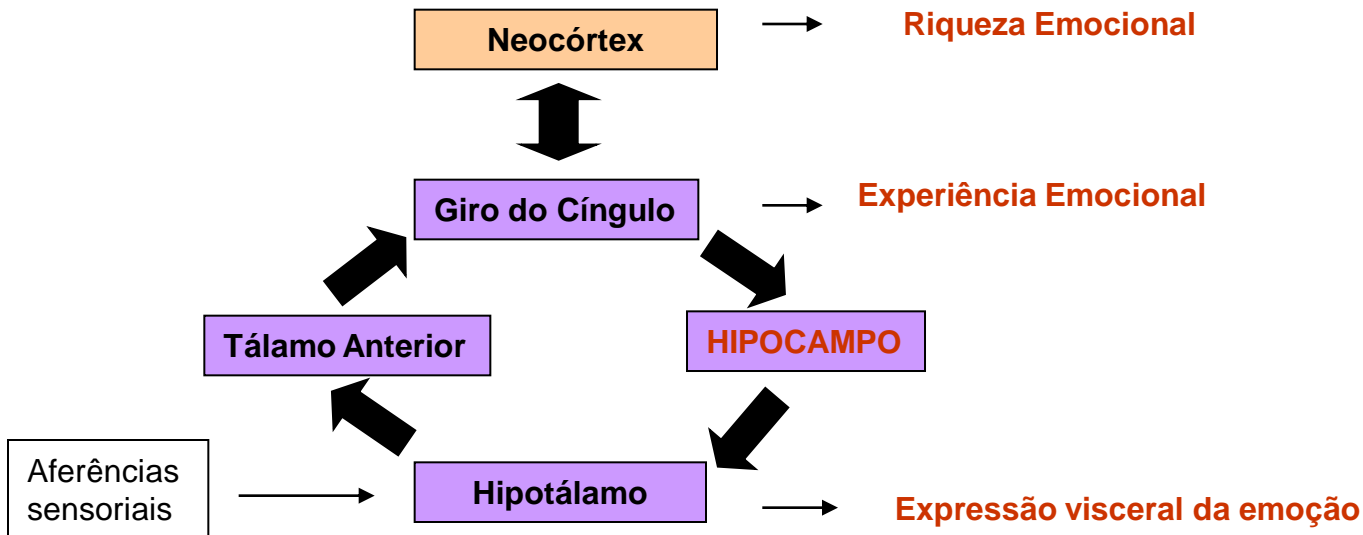 Neocórtex
Riqueza Emocional
Giro do Cíngulo
Experiência Emocional
Tálamo Anterior
HIPOCAMPO
Aferências
sensoriais
Hipotálamo
Expressão visceral da emoção